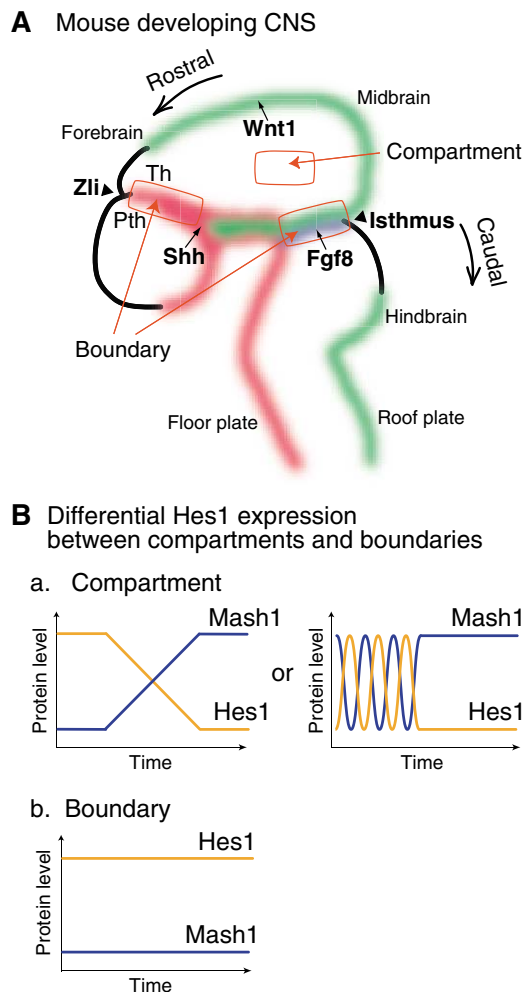 A Mouse developing CNS
Rostral
Midbrain
Wnt1
Forebrain
Compartment
Th
Zli
Pth
Isthmus
Shh
Fgf8
Caudal
Hindbrain
Boundary
Floor plate
Roof plate
B Differential Hes1 expression
between compartments and boundaries
a. Compartment
Protein level
Mash1
Hes1
Time
or
Protein level
Mash1
Hes1
Time
b. Boundary
Protein level
Hes1
Mash1
Time